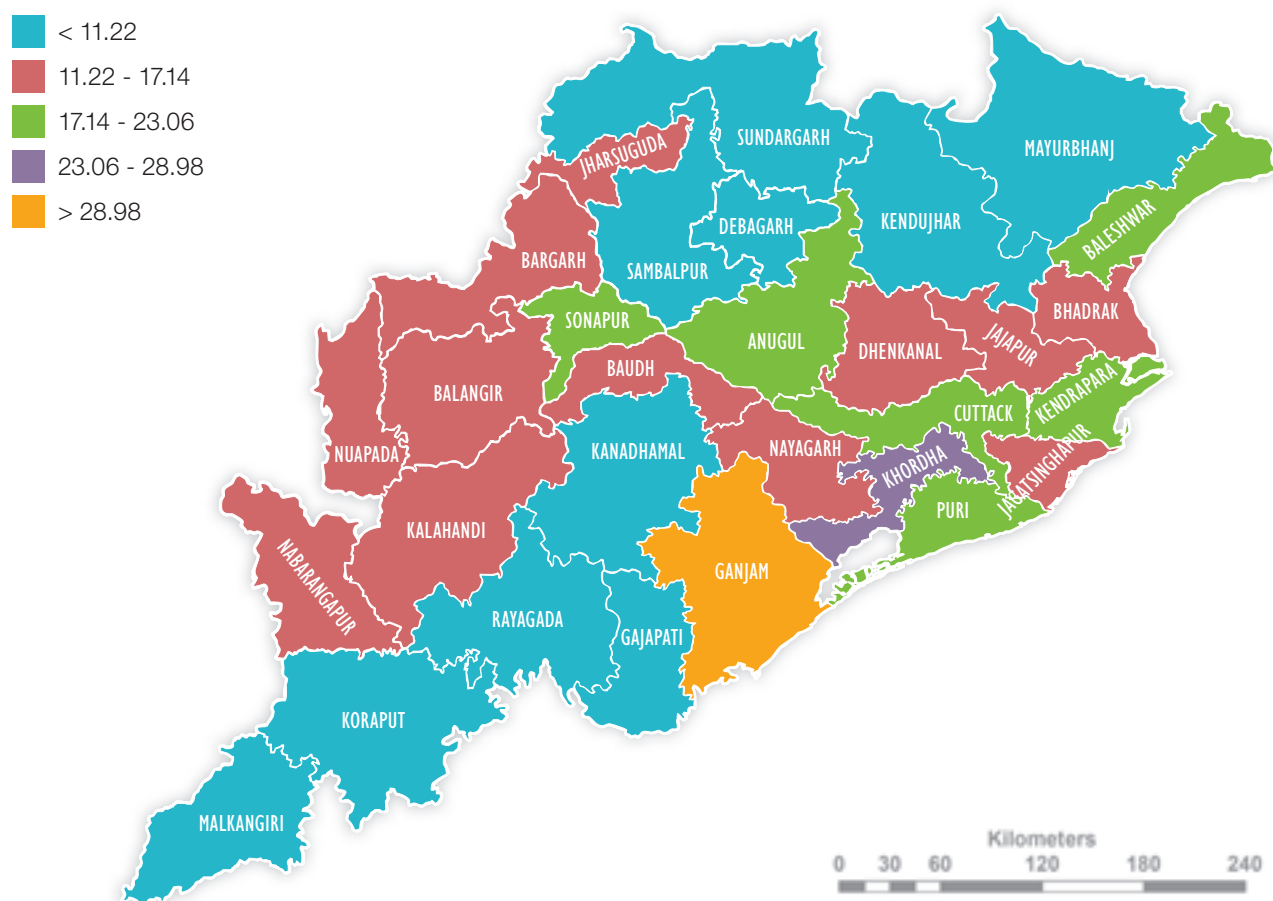 < 11.22
11.22 - 17.14
17.14 - 23.06
23.06 - 28.98
> 28.98
SUNDARGARH
MAYURBHANJ
JHARSUGUDA
DEBAGARH
KENDUJHAR
BALESHWAR
BARGARH
SAMBALPUR
SONAPUR
ANUGUL
BHADRAK
DHENKANAL
JAJAPUR
BAUDH
BALANGIR
CUTTACK
KENDRAPARA
NUAPADA
KANADHAMAL
NAYAGARH
KHORDHA
JAGATSINGHAPUR
PURI
KALAHANDI
NABARANGAPUR
GANJAM
RAYAGADA
GAJAPATI
KORAPUT
MALKANGIRI
Kilometers
0 30 60 120 180 240